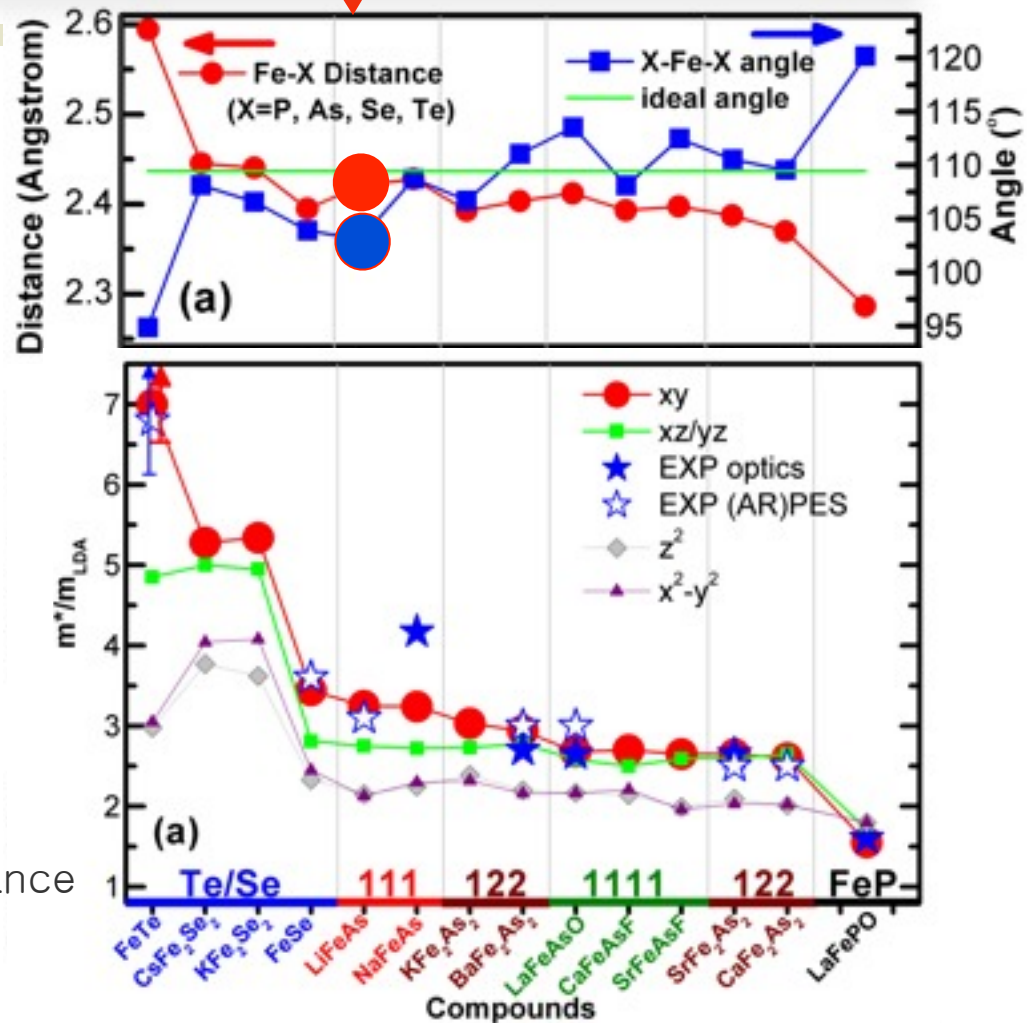 2.6
2.5
2.4
2.3
Distance (Angstrom)
Fe-X Distance
(X=P, As, Se, Te)
X-Fe-X angle
ideal angle
120
115
110
105
100
95
Angle (°)
(a)
7
6
5
4
3
2
1
m*/m_LDA
xy
xz/yz
EXP optics
EXP (AR)PES
z²
x²-y²
(a)
Te/Se
111
122
1111
122
FeP
FeTe
CsFe₂Se₂
KFe₂Se₂
FeSe
LiFeAs
NaFeAs
KFe₂As₂
BaFe₂As₂
LaFeAsO
CaFeAsF
SrFeAsF
SrFe₂As₂
CaFe₂As₂
LaFePO
Compounds